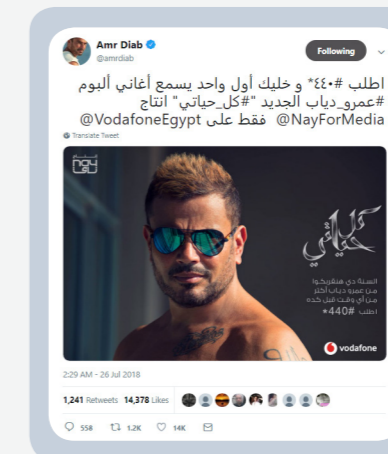 Amr Diab
@amrdiab
Following
اطلب #٤٤٠* و خليك أول واحد يسمع أغاني ألبوم
#عمرو_دياب الجديد "#كل_حياتي" انتاج
@NayForMedia فقط على @VodafoneEgypt
Translate Tweet
كل حياتي
السنة دي هنقربكوا
من عمرو دياب أكتر
من أي وقت قبل كده
اطلب #440*
vodafone
2:29 AM - 26 Jul 2018
1,241 Retweets 14,378 Likes
558 1.2K 14K